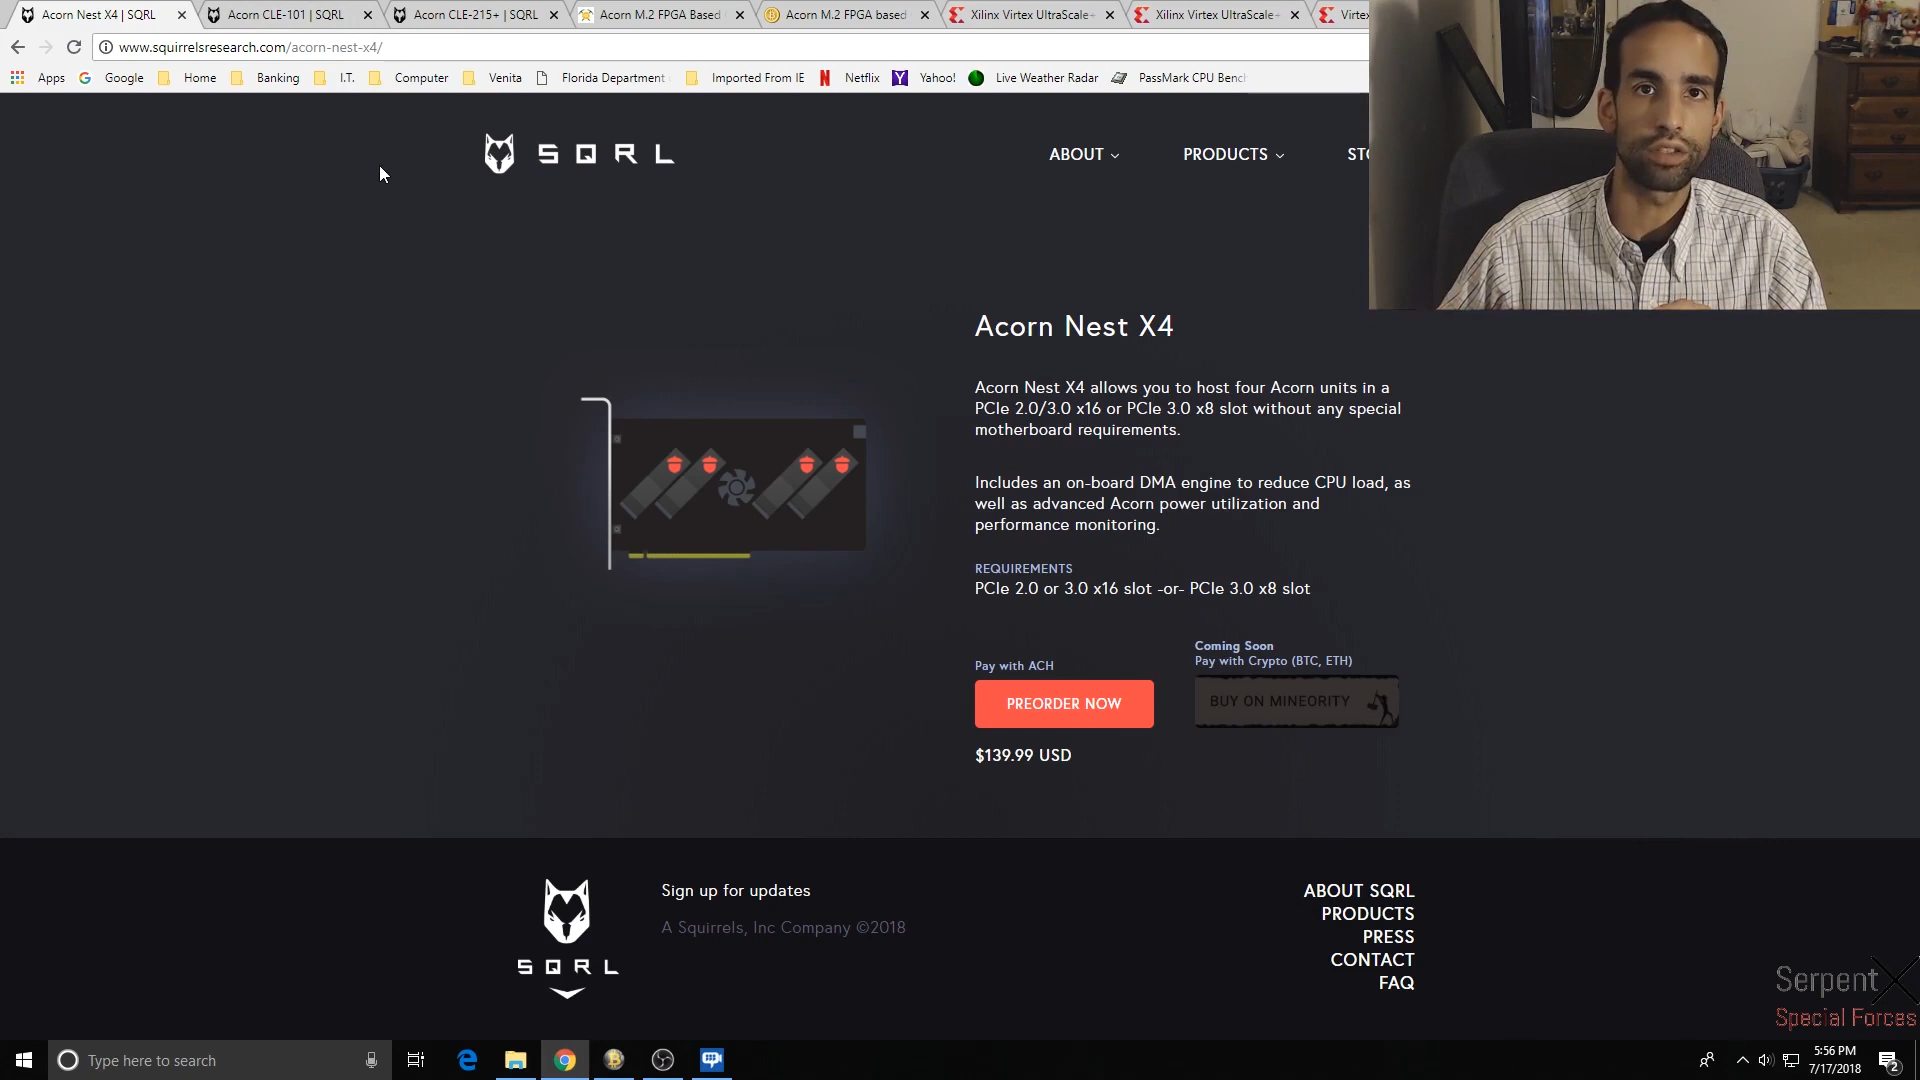 Acorn Nest X4 | SQRL
Acorn CLE-101 | SQRL
Acorn CLE-215+ | SQRL
Acorn M.2 FPGA Based
Acorn M.2 FPGA based
Xilinx Virtex UltraScale+
Xilinx Virtex UltraScale+
Virtex
www.squirrelsresearch.com/acorn-nest-x4/
Apps
Google
Home
Banking
I.T.
Computer
Venita
Florida Department
Imported From IE
Netflix
Yahoo!
Live Weather Radar
PassMark CPU Bench
SQRL
ABOUT
PRODUCTS
STO
Acorn Nest X4
Acorn Nest X4 allows you to host four Acorn units in a
PCIe 2.0/3.0 x16 or PCIe 3.0 x8 slot without any special
motherboard requirements.
Includes an on-board DMA engine to reduce CPU load, as
well as advanced Acorn power utilization and
performance monitoring.
REQUIREMENTS
PCIe 2.0 or 3.0 x16 slot -or- PCIe 3.0 x8 slot
Pay with ACH
PREORDER NOW
$139.99 USD
Coming Soon
Pay with Crypto (BTC, ETH)
BUY ON MINEORITY
SQRL
Sign up for updates
A Squirrels, Inc Company ©2018
ABOUT SQRL
PRODUCTS
PRESS
CONTACT
FAQ
SerpentX
Special Forces
Type here to search
5:56 PM
7/17/2018
2